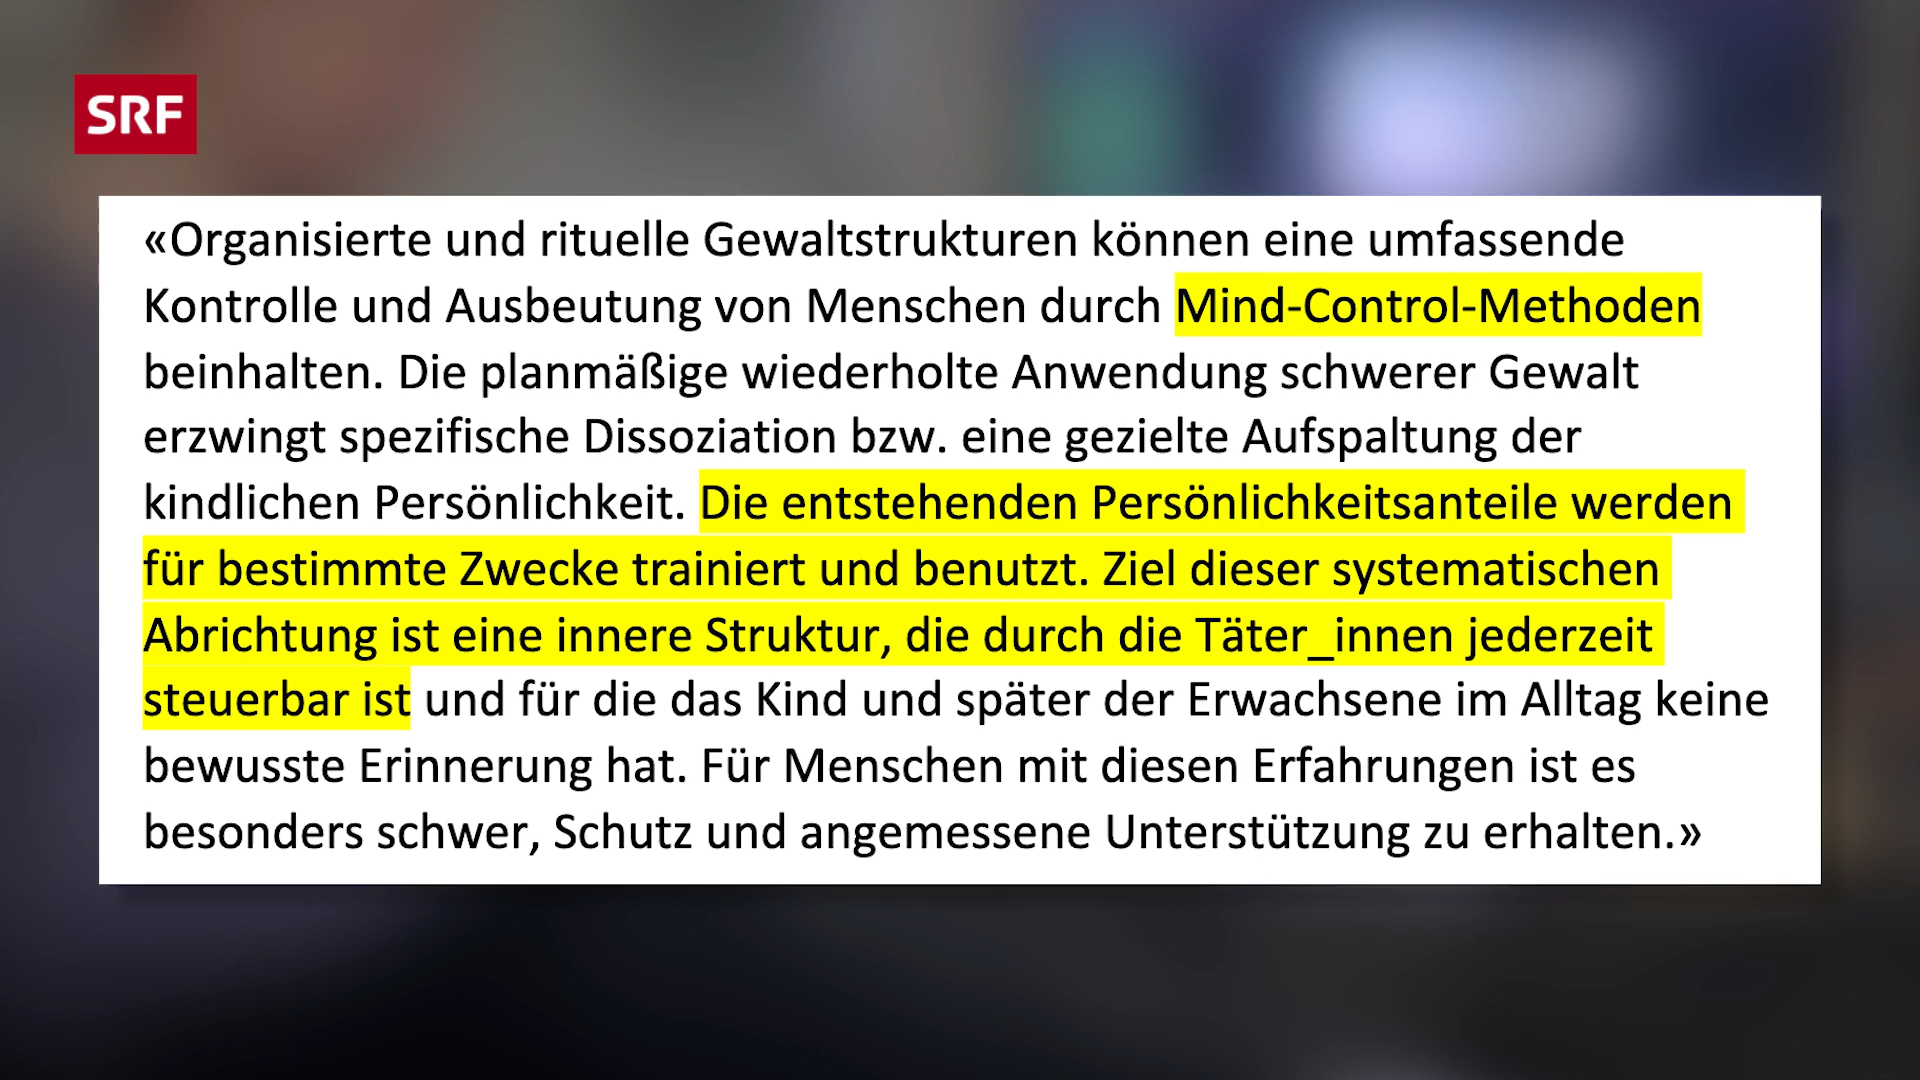 SRF
«Organisierte und rituelle Gewaltstrukturen können eine umfassende
Kontrolle und Ausbeutung von Menschen durch Mind-Control-Methoden
beinhalten. Die planmäßige wiederholte Anwendung schwerer Gewalt
erzwingt spezifische Dissoziation bzw. eine gezielte Aufspaltung der
kindlichen Persönlichkeit. Die entstehenden Persönlichkeitsanteile werden
für bestimmte Zwecke trainiert und benutzt. Ziel dieser systematischen
Abrichtung ist eine innere Struktur, die durch die Täter_innen jederzeit
steuerbar ist und für die das Kind und später der Erwachsene im Alltag keine
bewusste Erinnerung hat. Für Menschen mit diesen Erfahrungen ist es
besonders schwer, Schutz und angemessene Unterstützung zu erhalten.»